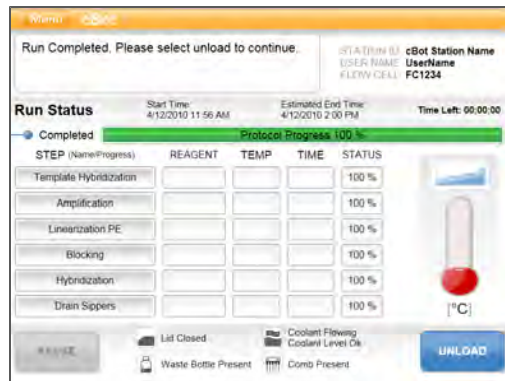 Menu cBot
Run Completed. Please select unload to continue.
STATION ID cBot Station Name
USER NAME UserName
FLOW CELL FC1234
Run Status
Start Time:
4/12/2010 11:56 AM
Estimated End Time:
4/12/2010 2:00 PM
Time Left: 00:00:00
Completed
Protocol Progress 100 %
STEP (Name/Progress) REAGENT TEMP TIME STATUS
Template Hybridization 100 %
Amplification 100 %
Linearization PE 100 %
Blocking 100 %
Hybridization 100 %
Drain Sippers 100 %
[°C]
PAUSE
Lid Closed
Coolant Flowing
Coolant Level Ok
Waste Bottle Present
Comb Present
UNLOAD